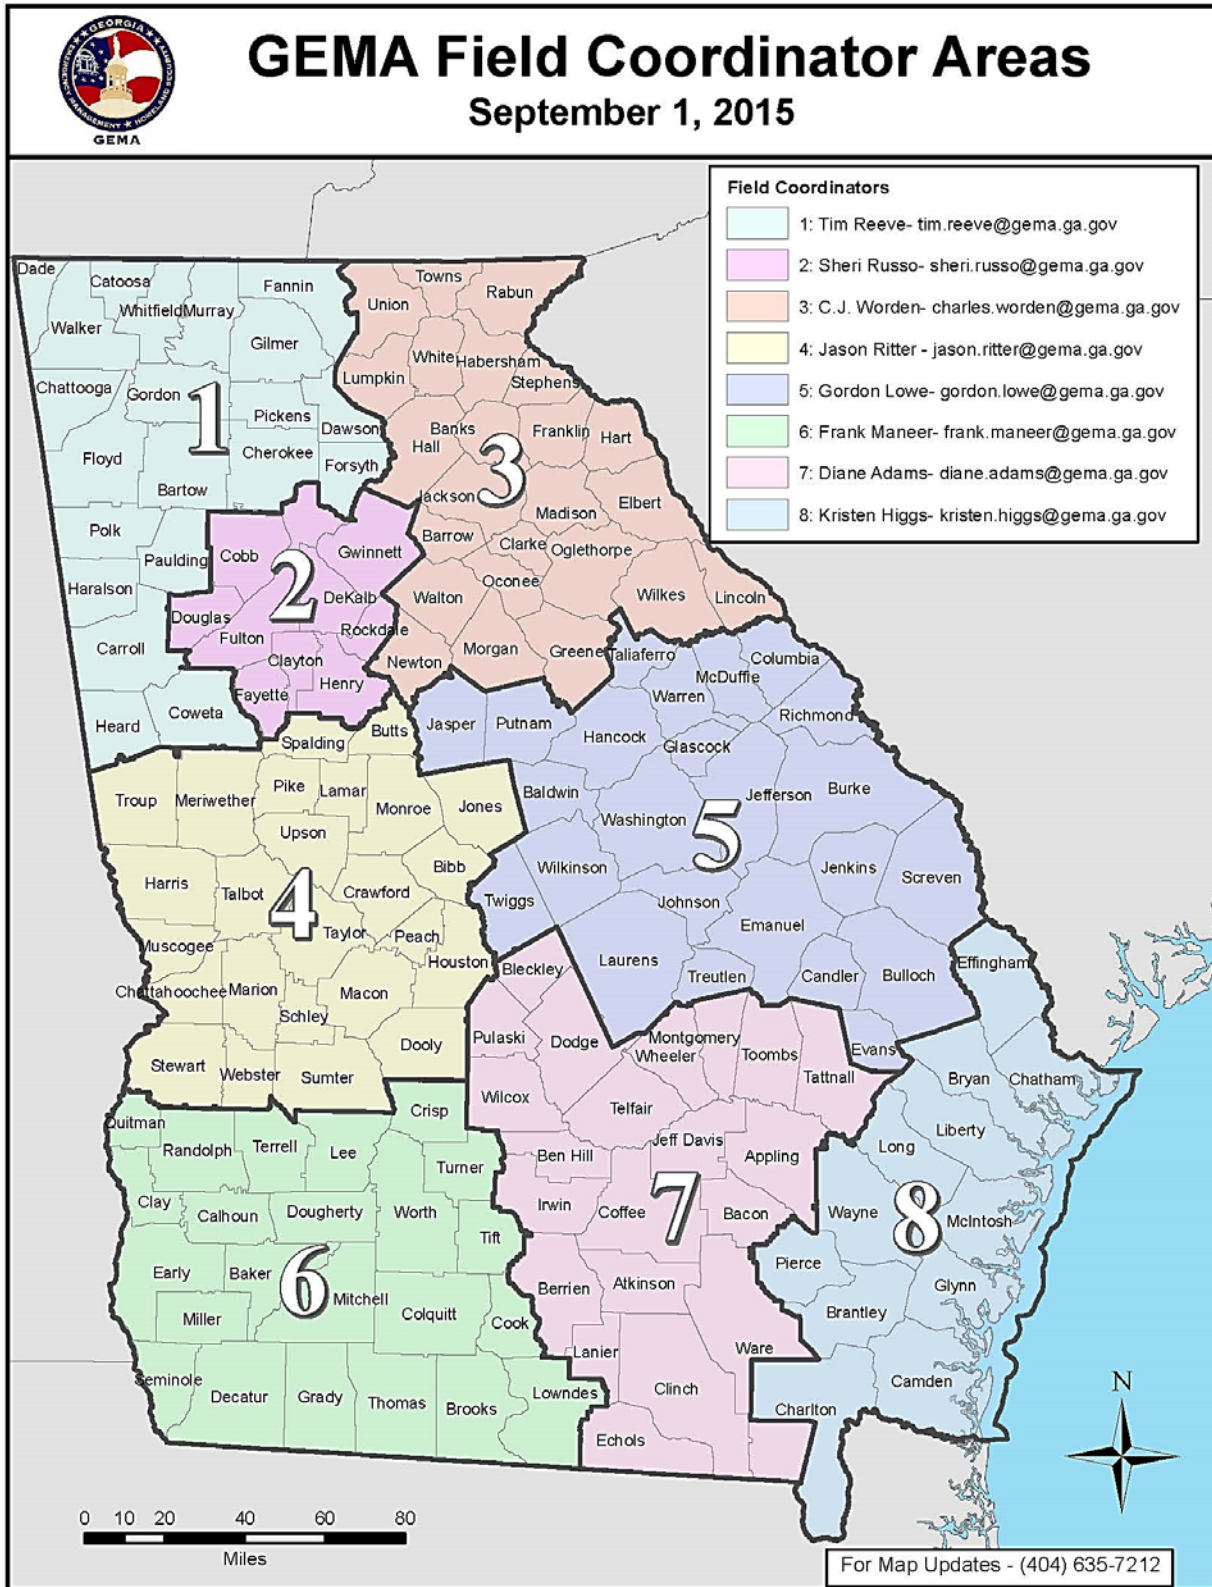 GEORGIA
EMERGENCY MANAGEMENT ★ HOMELAND SECURITY
GEMA
GEMA Field Coordinator Areas
September 1, 2015
Field Coordinators
1: Tim Reeve- tim.reeve@gema.ga.gov
2: Sheri Russo- sheri.russo@gema.ga.gov
3: C.J. Worden- charles.worden@gema.ga.gov
4: Jason Ritter - jason.ritter@gema.ga.gov
5: Gordon Lowe- gordon.lowe@gema.ga.gov
6: Frank Maneer- frank.maneer@gema.ga.gov
7: Diane Adams- diane.adams@gema.ga.gov
8: Kristen Higgs- kristen.higgs@gema.ga.gov
Dade
Catoosa
Whitfield
Murray
Fannin
Walker
Gilmer
Chattooga
Gordon
1
Pickens
Dawson
Floyd
Cherokee
Forsyth
Bartow
Polk
Paulding
Haralson
Carroll
Heard
Coweta
Cobb
Gwinnett
2
DeKalb
Douglas
Fulton
Rockdale
Clayton
Fayette
Henry
Towns
Union
Rabun
White
Habersham
Lumpkin
Stephens
Banks
Hall
Franklin
Hart
3
Jackson
Madison
Elbert
Barrow
Clarke
Oglethorpe
Oconee
Walton
Wilkes
Lincoln
Newton
Morgan
Greene
Spalding
Butts
Troup
Meriwether
Pike
Lamar
Monroe
Jones
Upson
Bibb
Harris
Talbot
Crawford
4
Taylor
Peach
Muscogee
Houston
Chattahoochee
Marion
Macon
Schley
Dooly
Stewart
Webster
Sumter
Taliaferro
Columbia
McDuffie
Warren
Jasper
Putnam
Hancock
Richmond
Glascock
Baldwin
Jefferson
Burke
Washington
5
Wilkinson
Jenkins
Screven
Twiggs
Johnson
Emanuel
Laurens
Treutlen
Candler
Bulloch
Evans
Quitman
Randolph
Terrell
Lee
Crisp
Turner
Clay
Calhoun
Dougherty
Worth
Tift
Early
Baker
6
Mitchell
Miller
Colquitt
Cook
Seminole
Decatur
Grady
Thomas
Brooks
Lowndes
Bleckley
Pulaski
Dodge
Montgomery
Wheeler
Toombs
Tattnall
Wilcox
Telfair
Jeff Davis
Ben Hill
Appling
Irwin
Coffee
7
Bacon
Berrien
Atkinson
Lanier
Ware
Clinch
Echols
Effingham
Bryan
Chatham
Liberty
Long
Wayne
8
McIntosh
Pierce
Glynn
Brantley
Camden
Charlton
N
0 10 20 40 60 80
Miles
For Map Updates - (404) 635-7212